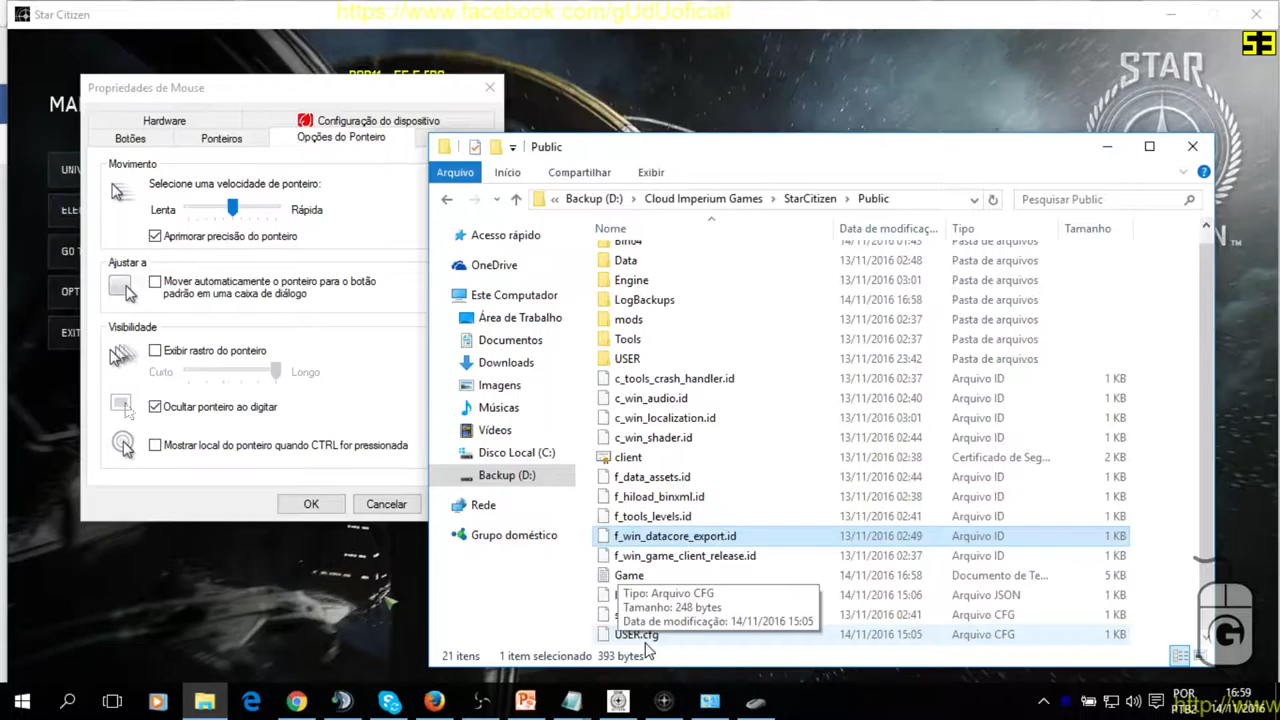 https://www.facebook.com/gUdUoficial
Star Citizen
53
STAR
Propriedades de Mouse
Hardware
Configuração do dispositivo
Botões
Ponteiros
Opções do Ponteiro
Movimento
Selecione uma velocidade de ponteiro:
Lenta
Rápida
Aprimorar precisão do ponteiro
Ajustar a
Mover automaticamente o ponteiro para o botão
padrão em uma caixa de diálogo
Visibilidade
Exibir rastro do ponteiro
Curto
Longo
Ocultar ponteiro ao digitar
Mostrar local do ponteiro quando CTRL for pressionada
OK
Cancelar
Public
Arquivo
Início
Compartilhar
Exibir
« Backup (D:) > Cloud Imperium Games > StarCitizen > Public
Pesquisar Public
Nome
Data de modificaç...
Tipo
Tamanho
Acesso rápido
OneDrive
Este Computador
Área de Trabalho
Documentos
Downloads
Imagens
Músicas
Vídeos
Disco Local (C:)
Backup (D:)
Rede
Grupo doméstico
Bin64 14/11/2016 01:43 Pasta de arquivos
Data 13/11/2016 02:48 Pasta de arquivos
Engine 13/11/2016 03:01 Pasta de arquivos
LogBackups 14/11/2016 16:58 Pasta de arquivos
mods 13/11/2016 02:37 Pasta de arquivos
Tools 13/11/2016 02:37 Pasta de arquivos
USER 13/11/2016 23:42 Pasta de arquivos
c_tools_crash_handler.id 13/11/2016 02:37 Arquivo ID 1 KB
c_win_audio.id 13/11/2016 02:40 Arquivo ID 1 KB
c_win_localization.id 13/11/2016 03:01 Arquivo ID 1 KB
c_win_shader.id 13/11/2016 02:44 Arquivo ID 1 KB
client 13/11/2016 02:38 Certificado de Seg... 2 KB
f_data_assets.id 13/11/2016 02:47 Arquivo ID 1 KB
f_hiload_binxml.id 13/11/2016 02:37 Arquivo ID 1 KB
f_tools_levels.id 13/11/2016 02:41 Arquivo ID 1 KB
f_win_datacore_export.id 13/11/2016 02:49 Arquivo ID 1 KB
f_win_game_client_release.id 13/11/2016 02:37 Arquivo ID 1 KB
Game 14/11/2016 16:58 Documento de Te... 5 KB
14/11/2016 15:06 Arquivo JSON 1 KB
13/11/2016 02:41 Arquivo CFG 1 KB
USER.cfg 14/11/2016 15:05 Arquivo CFG 1 KB
Tipo: Arquivo CFG
Tamanho: 248 bytes
Data de modificação: 14/11/2016 15:05
21 itens 1 item selecionado 393 bytes
G
POR
PTB2
16:59
14/11/2016